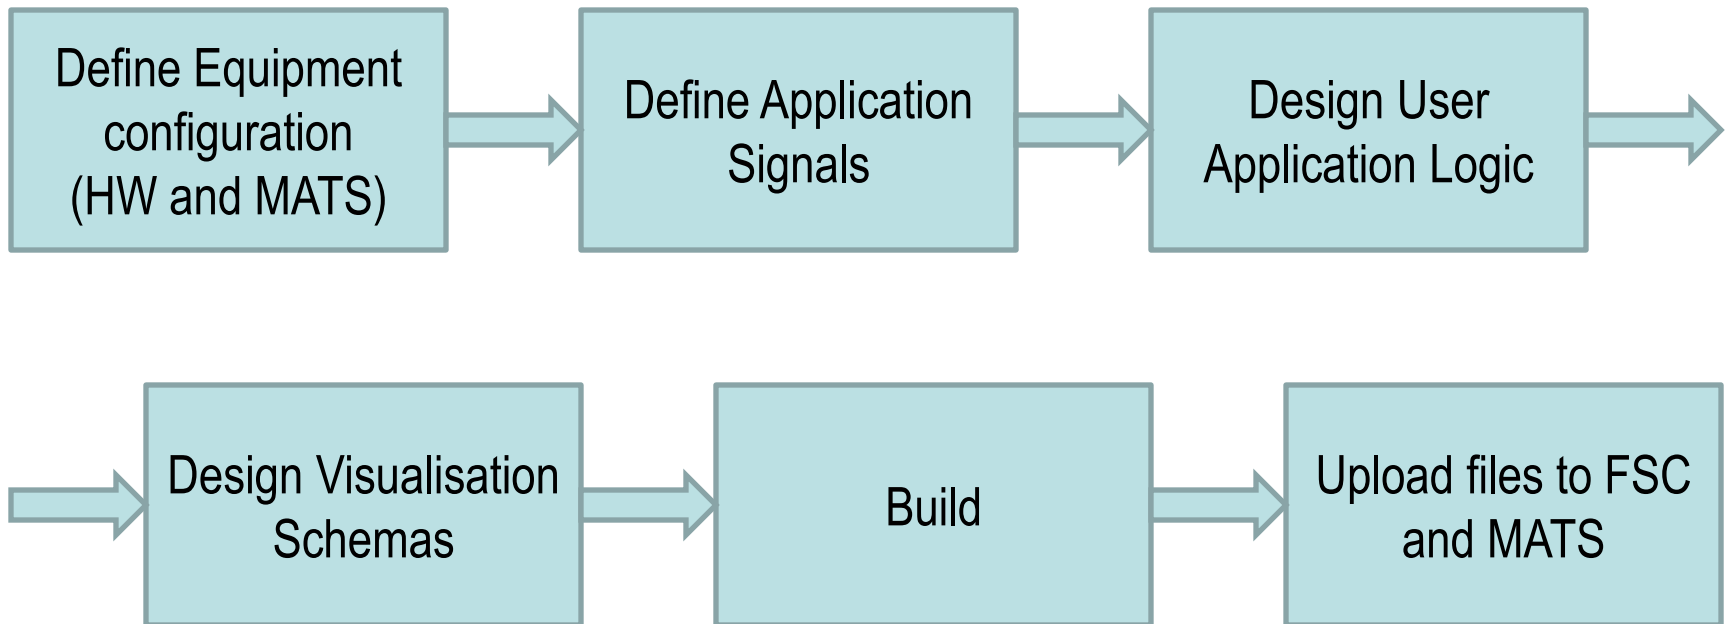 Define Equipment
configuration
(HW and MATS)
Define Application
Signals
Design User
Application Logic
Design Visualisation
Schemas
Build
Upload files to FSC
and MATS